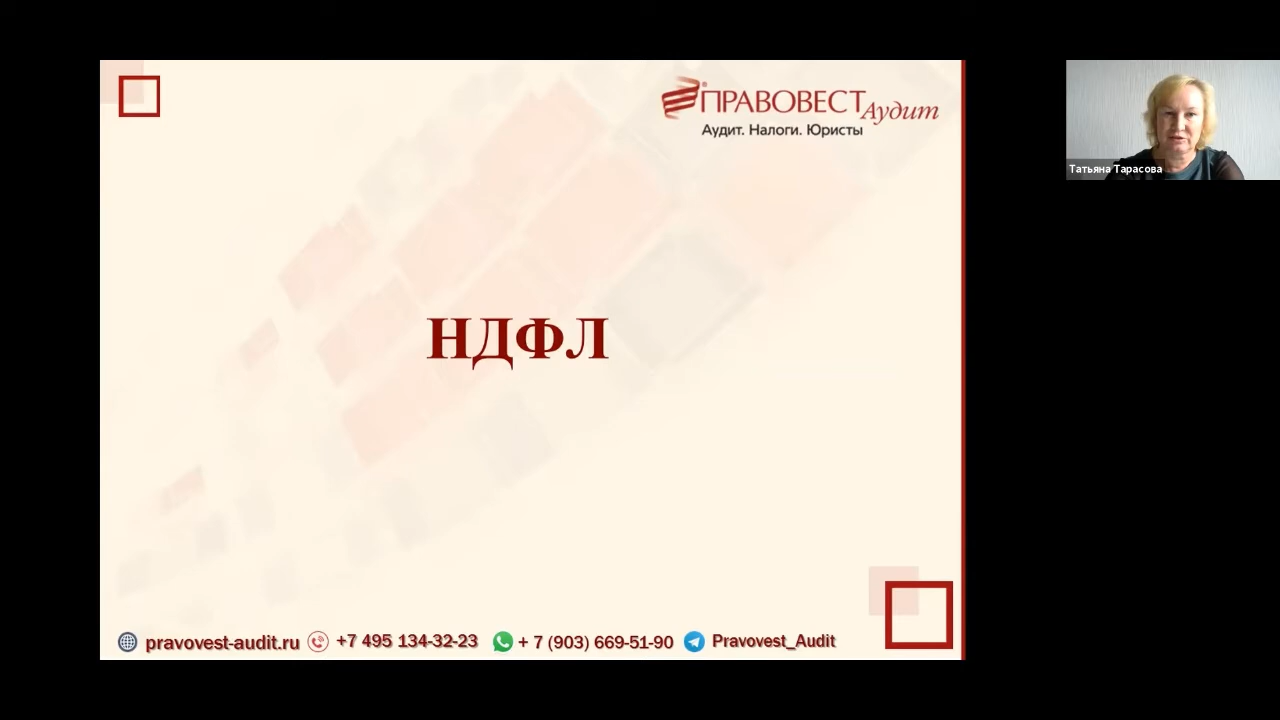 ПРАВОВЕСТ Аудит
Аудит. Налоги. Юристы
Татьяна Тарасова
НДФЛ
pravovest-audit.ru +7 495 134-32-23 + 7 (903) 669-51-90 Pravovest_Audit